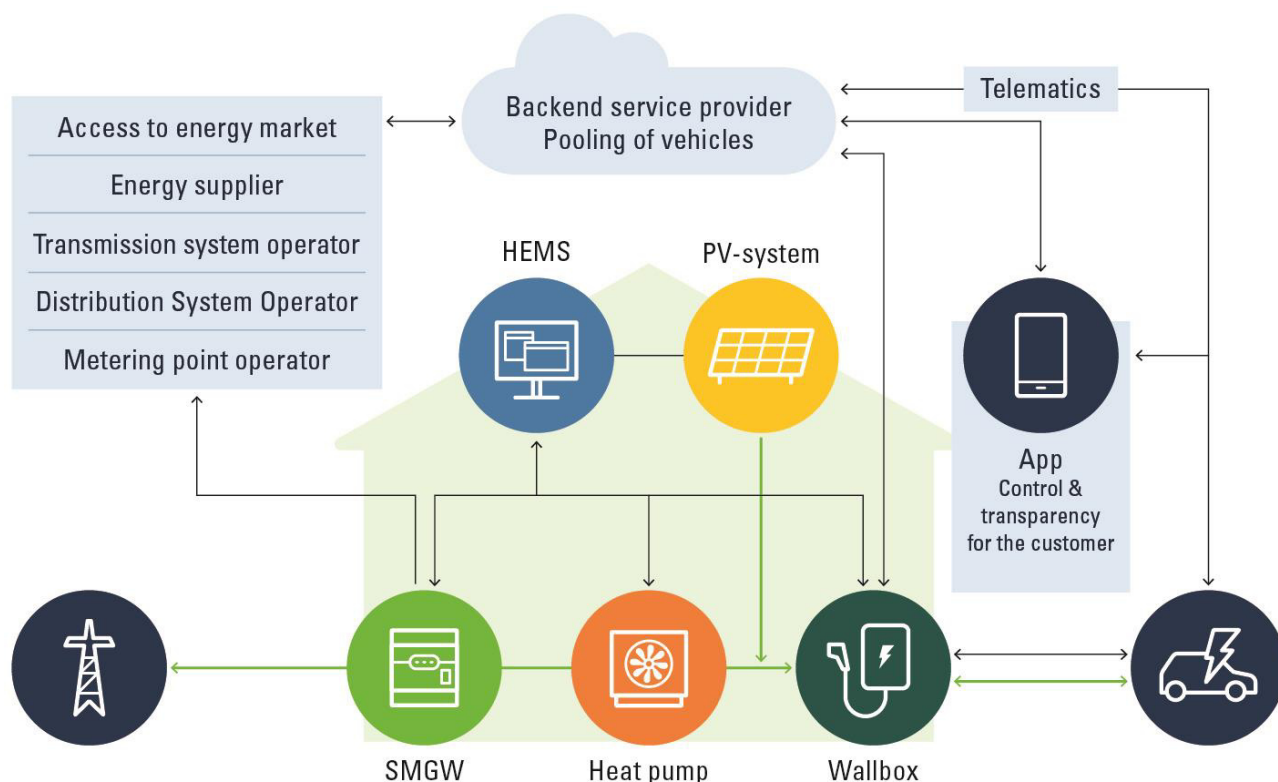 Backend service provider
Pooling of vehicles
Telematics
Access to energy market
Energy supplier
Transmission system operator
Distribution System Operator
Metering point operator
HEMS
PV-system
App
Control &
transparency
for the customer
SMGW
Heat pump
Wallbox